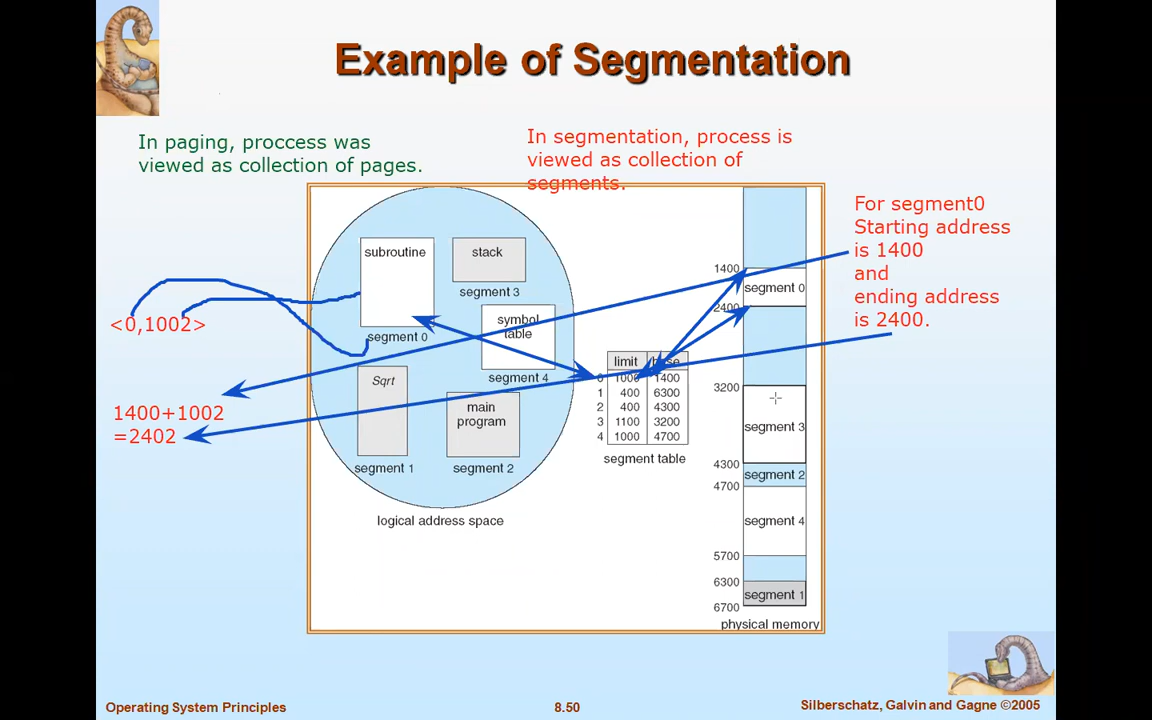 Example of Segmentation
In paging, proccess was
viewed as collection of pages.
In segmentation, process is
viewed as collection of
segments.
For segment0
Starting address
is 1400
and
ending address
is 2400.
<0,1002>
1400+1002
=2402
subroutine
segment 0
stack
segment 3
symbol
table
segment 4
Sqrt
segment 1
main
program
segment 2
logical address space
limit base
0 1000 1400
1 400 6300
2 400 4300
3 1100 3200
4 1000 4700
segment table
1400
segment 0
2400
3200
segment 3
4300
segment 2
4700
segment 4
5700
6300
segment 1
6700
physical memory
Operating System Principles
8.50
Silberschatz, Galvin and Gagne ©2005